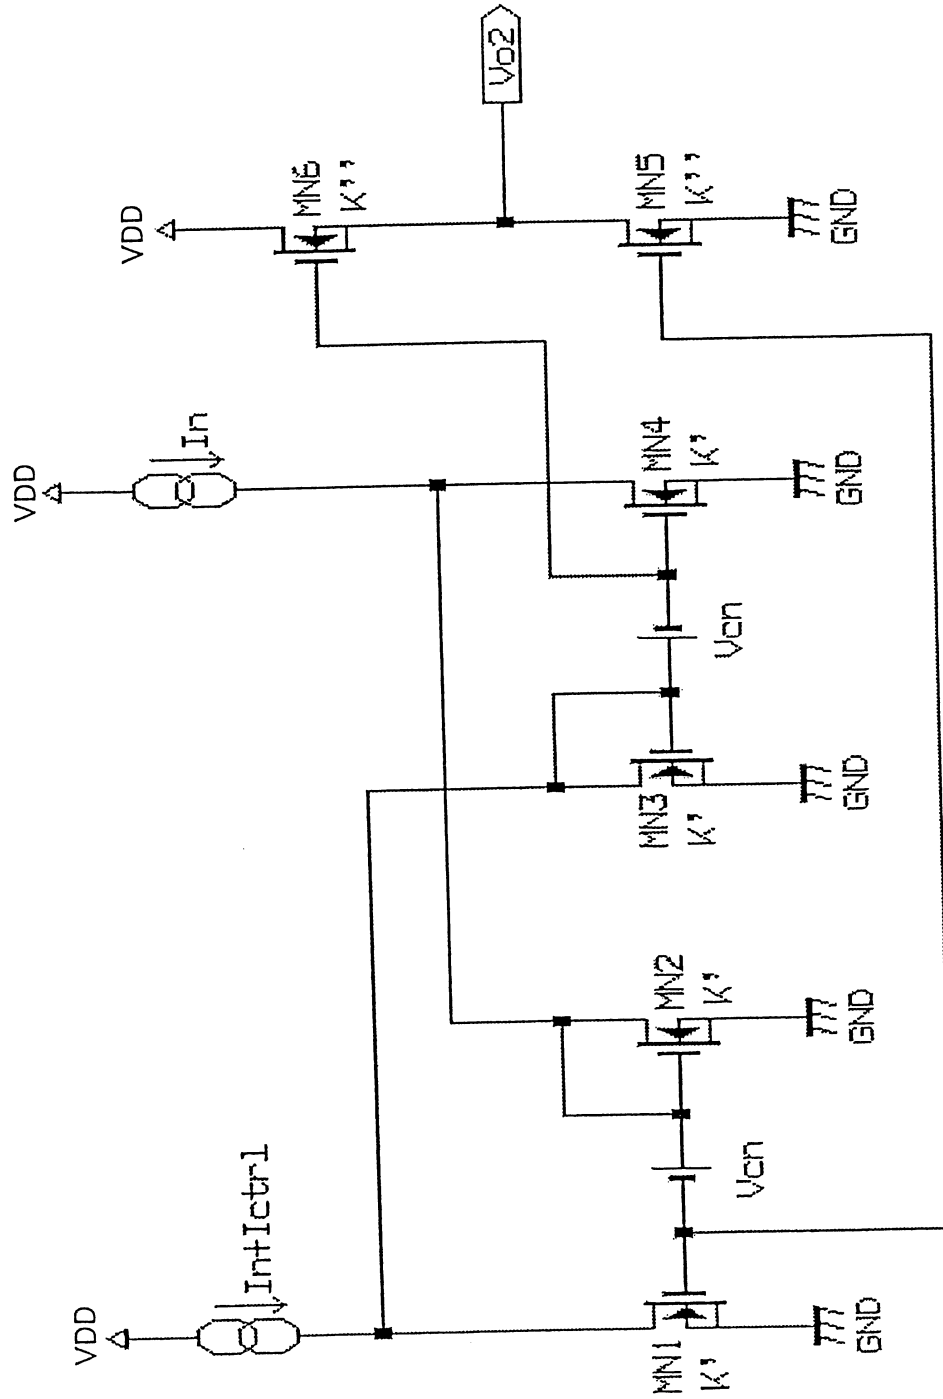 VDD
In+Ictrl
MN1
K'
GND
Vcn
MN2
K'
GND
MN3
K'
GND
Vcn
MN4
K'
GND
VDD
In
VDD
MN6
K''
Vo2
MN5
K''
GND